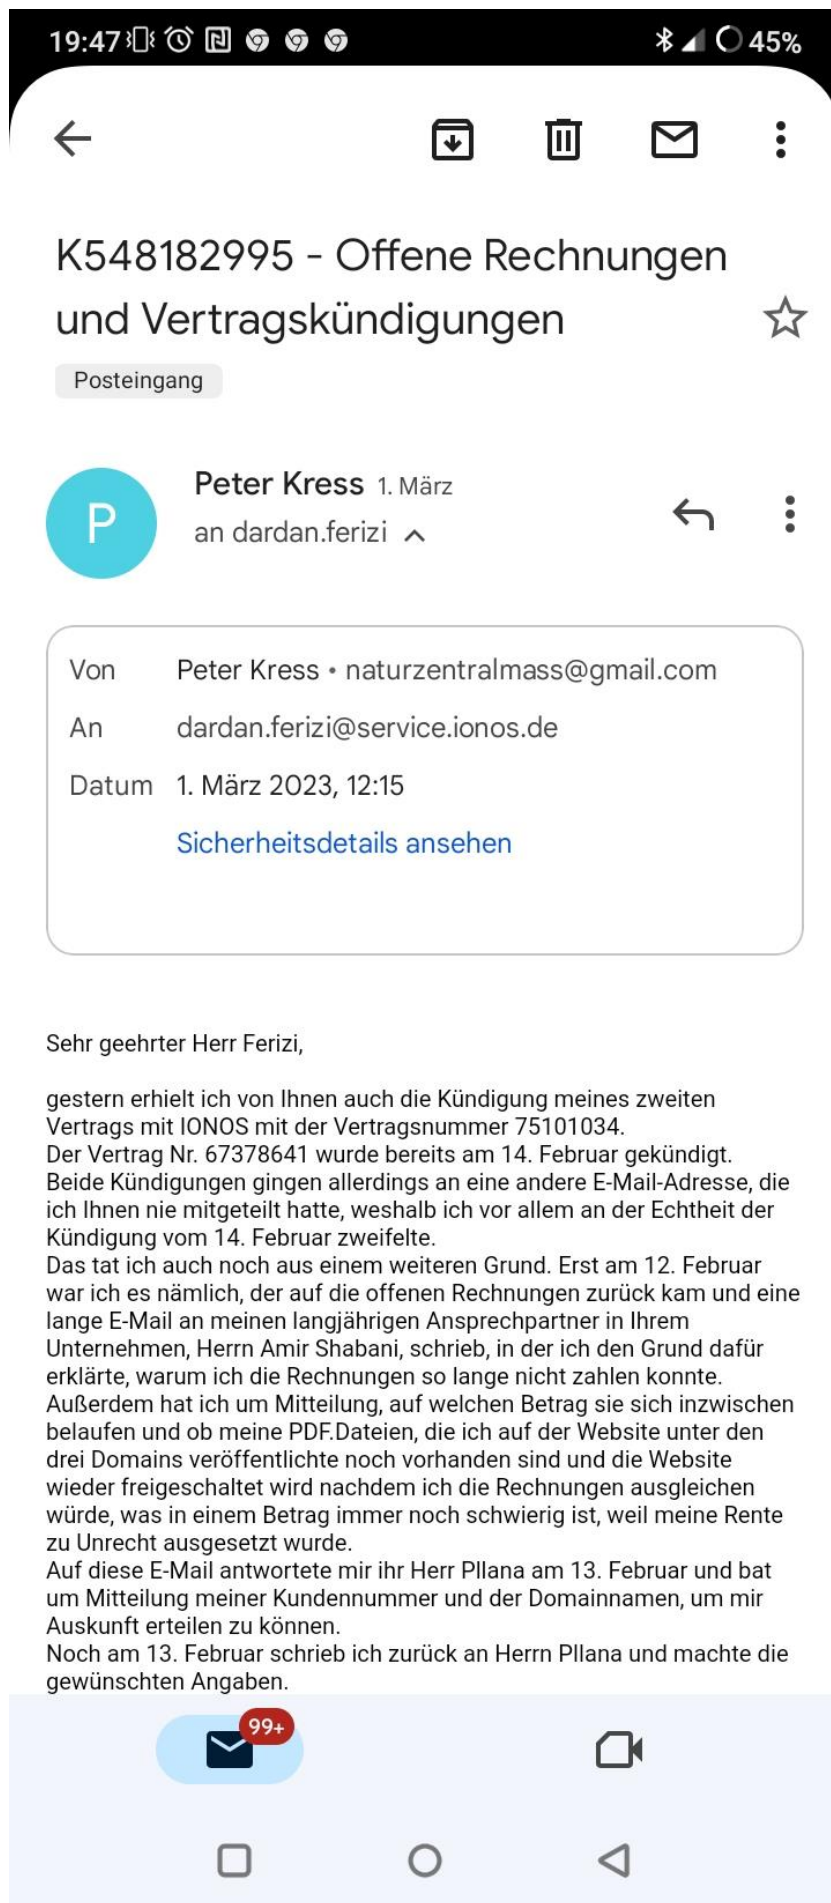 19:47 45%
K548182995 - Offene Rechnungen
und Vertragskündigungen
Posteingang
P
Peter Kress 1. März
an dardan.ferizi
Von Peter Kress • naturzentralmass@gmail.com
An dardan.ferizi@service.ionos.de
Datum 1. März 2023, 12:15
Sicherheitsdetails ansehen
Sehr geehrter Herr Ferizi,
gestern erhielt ich von Ihnen auch die Kündigung meines zweiten
Vertrags mit IONOS mit der Vertragsnummer 75101034.
Der Vertrag Nr. 67378641 wurde bereits am 14. Februar gekündigt.
Beide Kündigungen gingen allerdings an eine andere E-Mail-Adresse, die
ich Ihnen nie mitgeteilt hatte, weshalb ich vor allem an der Echtheit der
Kündigung vom 14. Februar zweifelte.
Das tat ich auch noch aus einem weiteren Grund. Erst am 12. Februar
war ich es nämlich, der auf die offenen Rechnungen zurück kam und eine
lange E-Mail an meinen langjährigen Ansprechpartner in Ihrem
Unternehmen, Herrn Amir Shabani, schrieb, in der ich den Grund dafür
erklärte, warum ich die Rechnungen so lange nicht zahlen konnte.
Außerdem hat ich um Mitteilung, auf welchen Betrag sie sich inzwischen
belaufen und ob meine PDF.Dateien, die ich auf der Website unter den
drei Domains veröffentlichte noch vorhanden sind und die Website
wieder freigeschaltet wird nachdem ich die Rechnungen ausgleichen
würde, was in einem Betrag immer noch schwierig ist, weil meine Rente
zu Unrecht ausgesetzt wurde.
Auf diese E-Mail antwortete mir ihr Herr Pllana am 13. Februar und bat
um Mitteilung meiner Kundennummer und der Domainnamen, um mir
Auskunft erteilen zu können.
Noch am 13. Februar schrieb ich zurück an Herrn Pllana und machte die
gewünschten Angaben.
99+